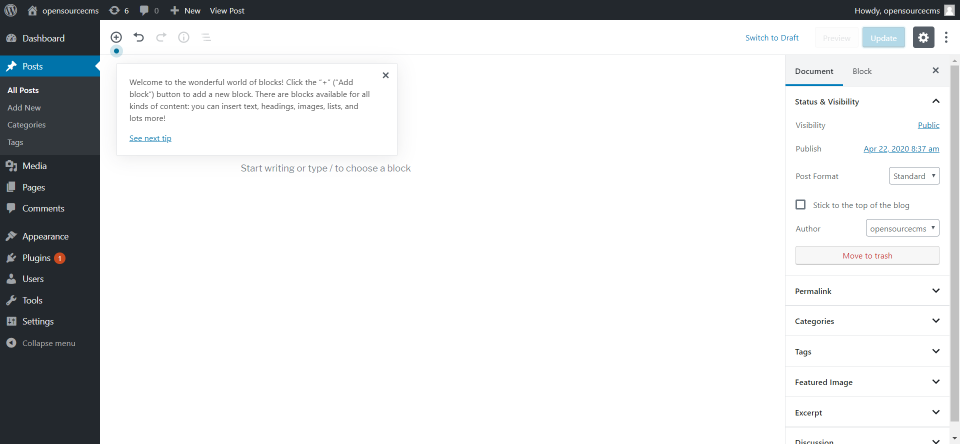 opensourcecms 6 0 New View Post Howdy, opensourcecms
Dashboard
Posts
All Posts
Add New
Categories
Tags
Media
Pages
Comments
Appearance
Plugins 1
Users
Tools
Settings
Collapse menu
Switch to Draft Preview Update
Welcome to the wonderful world of blocks! Click the “+” (“Add
block”) button to add a new block. There are blocks available for all
kinds of content: you can insert text, headings, images, lists, and
lots more!
See next tip
Start writing or type / to choose a block
Document Block
Status & Visibility
Visibility Public
Publish Apr 22, 2020 8:37 am
Post Format Standard
Stick to the top of the blog
Author opensourcecms
Move to trash
Permalink
Categories
Tags
Featured Image
Excerpt
Discussion